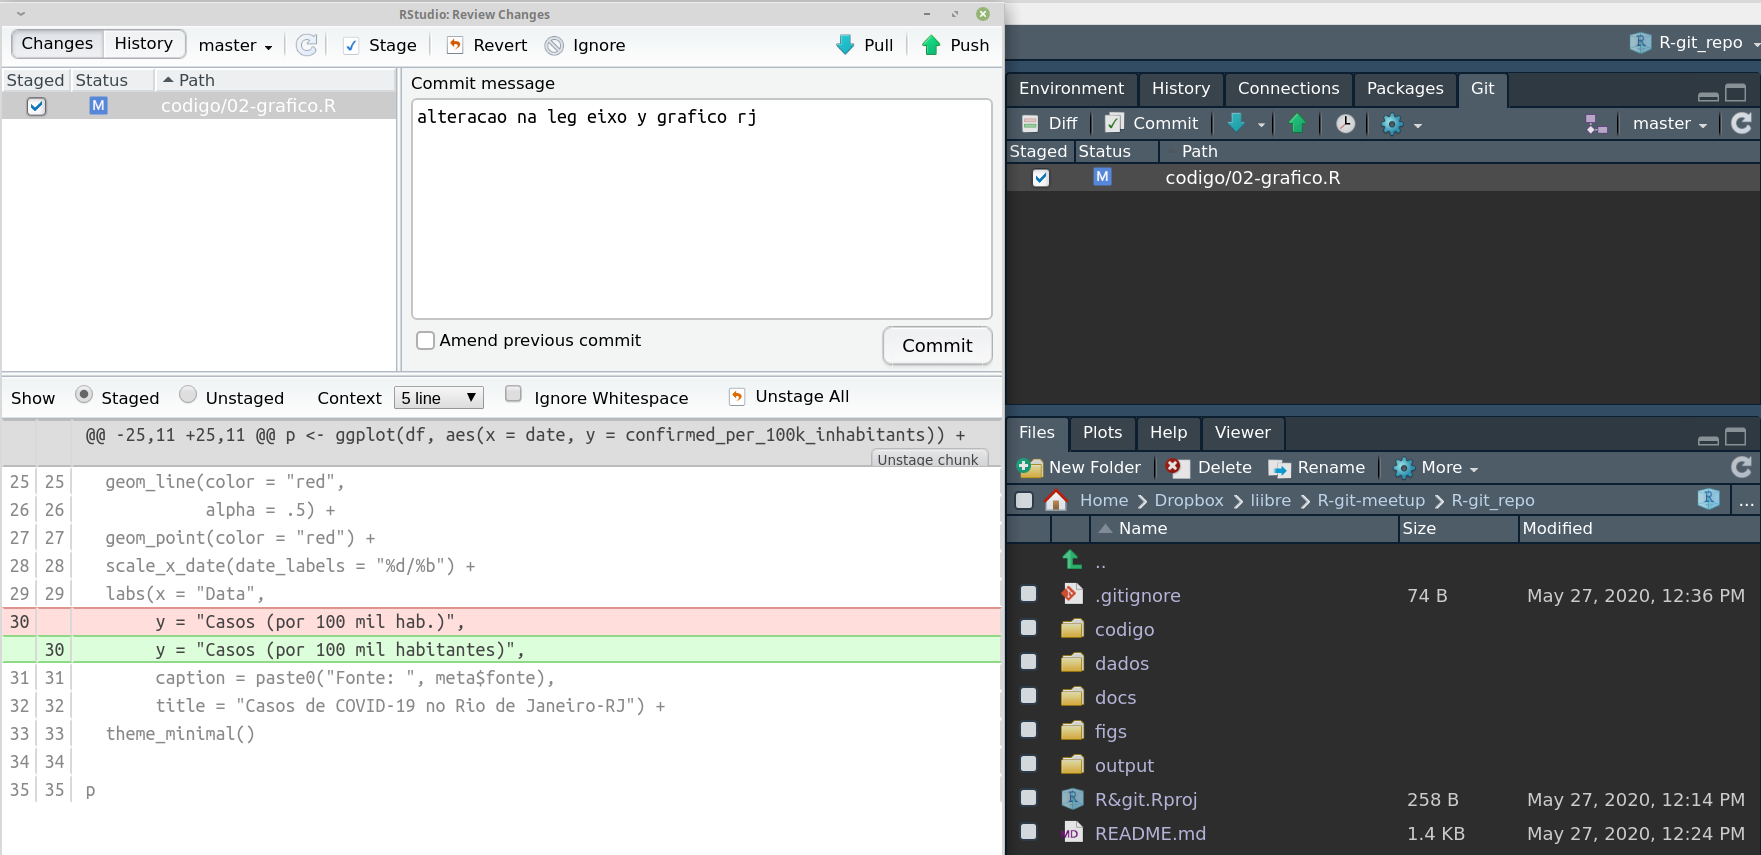 RStudio: Review Changes
Changes History master Stage Revert Ignore Pull Push
Staged Status Path
M codigo/02-grafico.R
Commit message
alteracao na leg eixo y grafico rj
Amend previous commit
Commit
Show Staged Unstaged Context 5 line Ignore Whitespace Unstage All
@@ -25,11 +25,11 @@ p <- ggplot(df, aes(x = date, y = confirmed_per_100k_inhabitants)) +
Unstage chunk
25 25 geom_line(color = "red",
26 26 alpha = .5) +
27 27 geom_point(color = "red") +
28 28 scale_x_date(date_labels = "%d/%b") +
29 29 labs(x = "Data",
30 y = "Casos (por 100 mil hab.)",
30 y = "Casos (por 100 mil habitantes)",
31 31 caption = paste0("Fonte: ", meta$fonte),
32 32 title = "Casos de COVID-19 no Rio de Janeiro-RJ") +
33 33 theme_minimal()
34 34
35 35 p
R R-git_repo
Environment History Connections Packages Git
Diff Commit master
Staged Status Path
M codigo/02-grafico.R
Files Plots Help Viewer
New Folder Delete Rename More
Home Dropbox liibre R-git-meetup R-git_repo R ...
Name Size Modified
..
.gitignore 74 B May 27, 2020, 12:36 PM
codigo
dados
docs
figs
output
R R&git.Rproj 258 B May 27, 2020, 12:14 PM
MD README.md 1.4 KB May 27, 2020, 12:24 PM